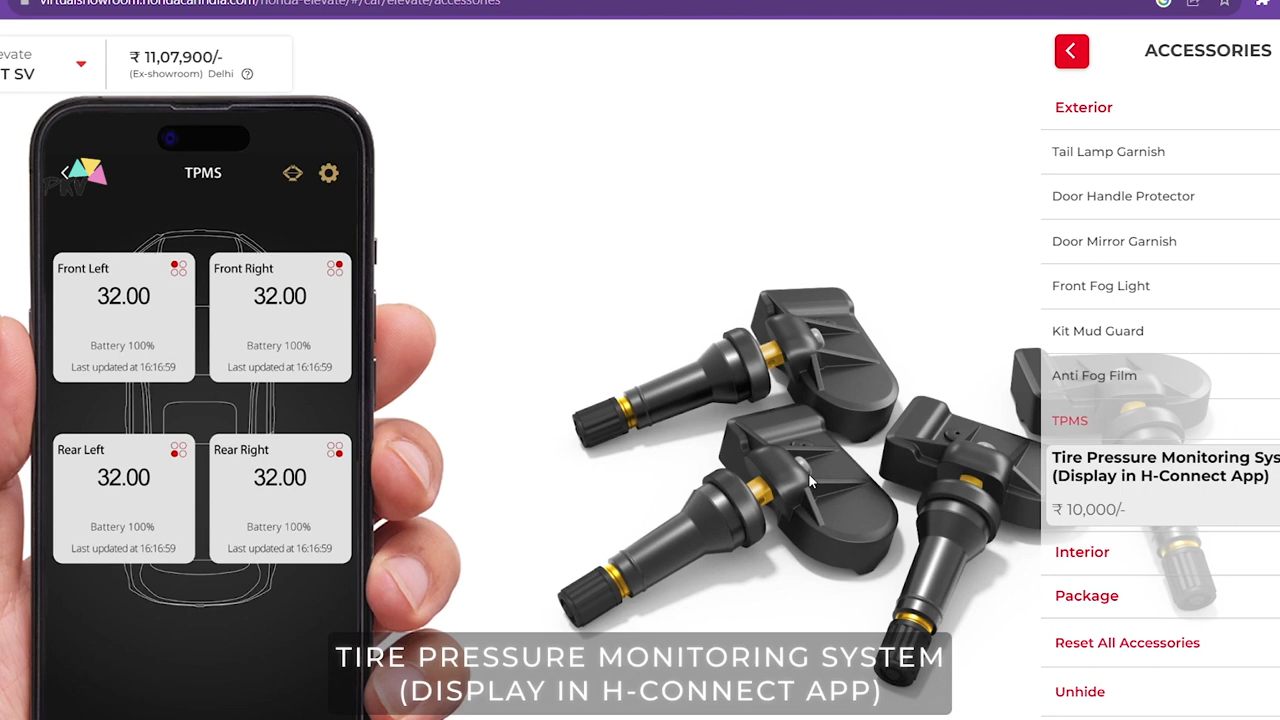 virtualshowroom.hondacarindia.com/honda-elevate/#/car/elevate/accessories
evate
T SV
₹ 11,07,900/-
(Ex-showroom) Delhi
ACCESSORIES
Exterior
Tail Lamp Garnish
Door Handle Protector
Door Mirror Garnish
Front Fog Light
Kit Mud Guard
Anti Fog Film
TPMS
Tire Pressure Monitoring Sys
(Display in H-Connect App)
₹ 10,000/-
Interior
Package
Reset All Accessories
Unhide
PKV
TPMS
Front Left
32.00
Battery 100%
Last updated at 16:16:59
Front Right
32.00
Battery 100%
Last updated at 16:16:59
Rear Left
32.00
Battery 100%
Last updated at 16:16:59
Rear Right
32.00
Battery 100%
Last updated at 16:16:59
TIRE PRESSURE MONITORING SYSTEM
(DISPLAY IN H-CONNECT APP)